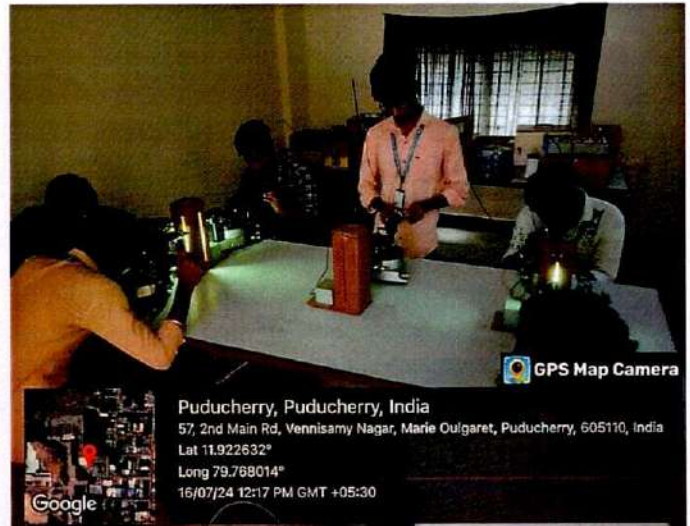 GPS Map Camera
Puducherry, Puducherry, India
57, 2nd Main Rd, Vennisamy Nagar, Marie Oulgaret, Puducherry, 605110, India
Lat 11.922632°
Long 79.768014°
16/07/24 12:17 PM GMT +05:30
Google